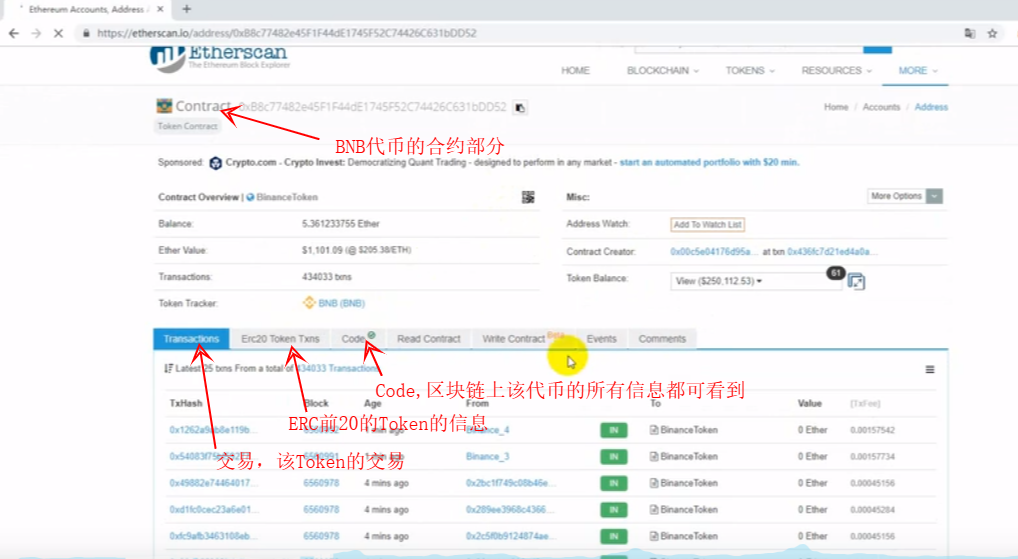 Ethereum Accounts, Address
https://etherscan.io/address/0xB8c77482e45F1F44dE1745F52C74426C631bDD52
Etherscan
The Ethereum Block Explorer
HOME BLOCKCHAIN TOKENS RESOURCES MORE
Contract 0xB8c77482e45F1F44dE1745F52C74426C631bDD52
Home / Accounts / Address
Token Contract
BNB代币的合约部分
Sponsored: Crypto.com - Crypto Invest: Democratizing Quant Trading - designed to perform in any market - start an automated portfolio with $20 min.
Contract Overview | BinanceToken
Misc:
More Options
Balance: 5.361233755 Ether
Address Watch: Add To Watch List
Ether Value: $1,101.09 (@ $205.38/ETH)
Contract Creator: 0x00c5e04176d95a... at txn 0x436fc7d21ed4a0a...
Transactions: 434033 txns
Token Balance: View ($250,112.53) 61
Token Tracker: BNB (BNB)
Transactions Erc20 Token Txns Code Read Contract Write Contract Beta Events Comments
Latest 25 txns From a total of 434033 Transactions
Code,区块链上该代币的所有信息都可看到
TxHash Block Age From To Value [TxFee]
ERC前20的Token的信息
Binance_4 IN BinanceToken 0 Ether 0.00157542
交易，该Token的交易
Binance_3 IN BinanceToken 0 Ether 0.00157734
0x49882e74464017... 6560978 4 mins ago 0x2bc1f749c08b46e... IN BinanceToken 0 Ether 0.00045156
0xd1fc0cec23a6e01... 6560978 4 mins ago 0x289ee3968c4366... IN BinanceToken 0 Ether 0.00045284
0xfc9afb3463108eb... 6560978 4 mins ago 0x2c5f0b9124874ae... IN BinanceToken 0 Ether 0.00045156